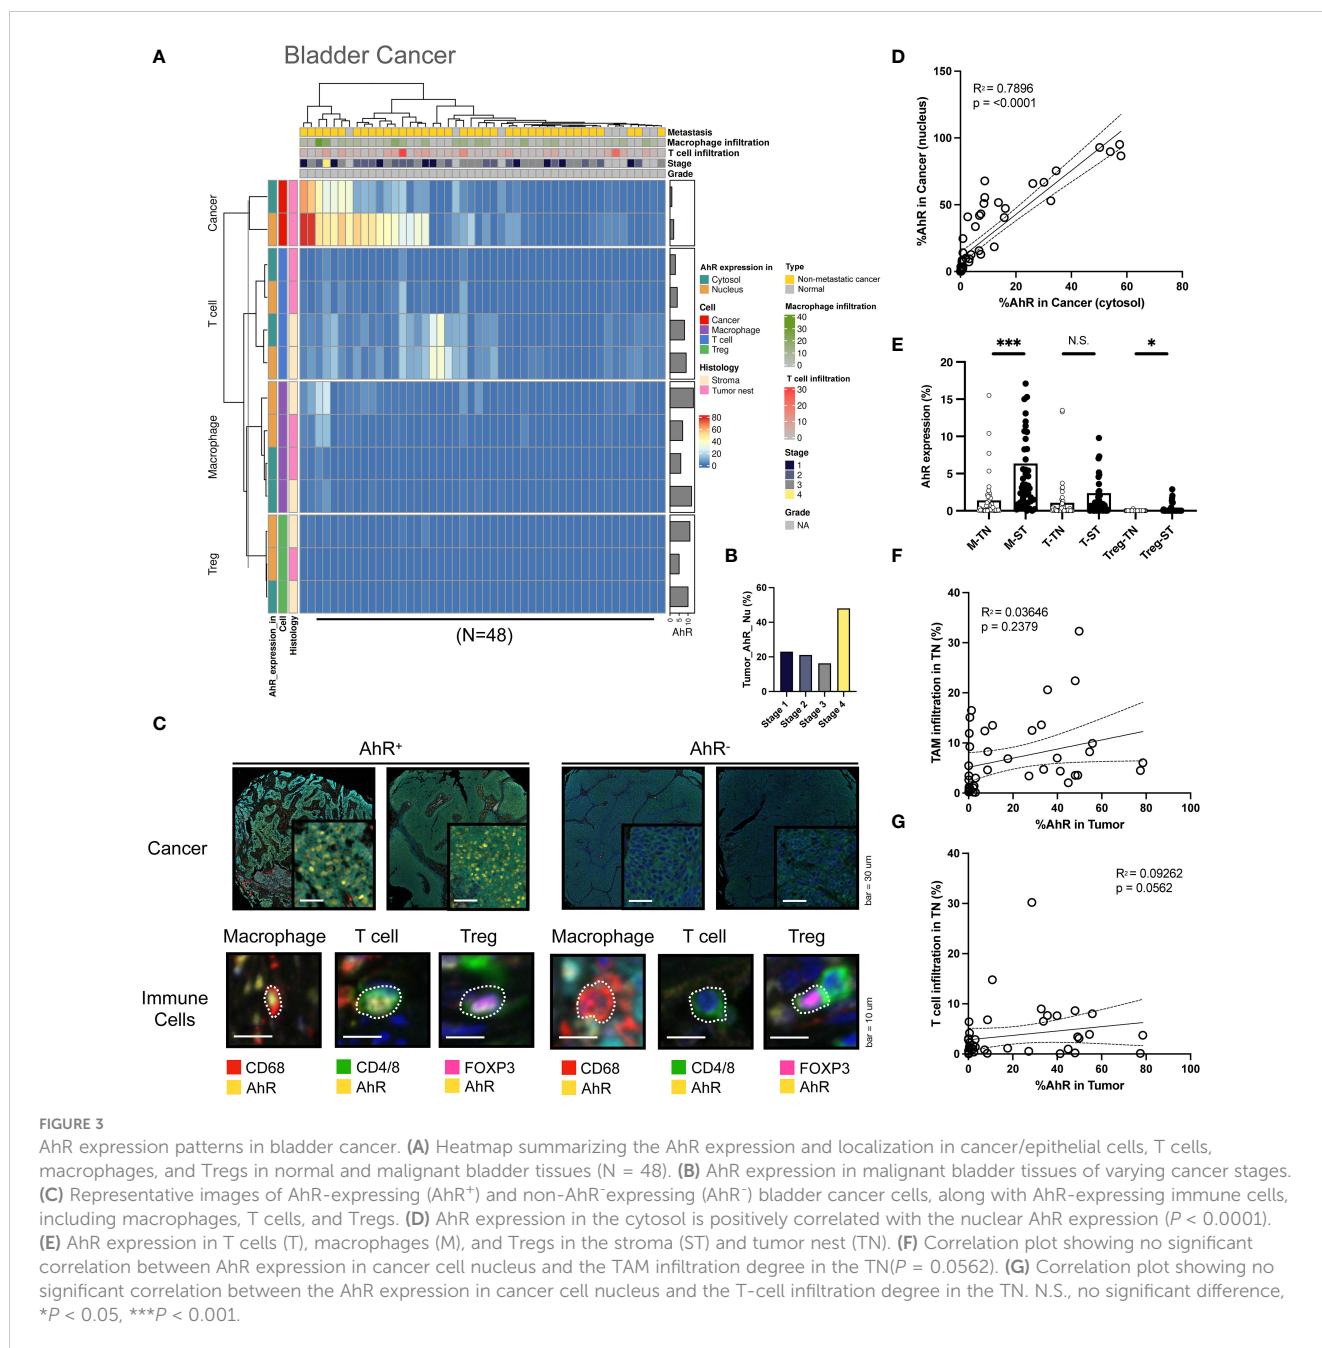 A
Bladder Cancer
Metastasis
Macrophage infiltration
T cell infiltration
Stage
Grade
Cancer
T cell
Macrophage
Treg
AhR_expression_in
Cell
Histology
(N=48)
0
5
10
AhR
AhR expression in
Cytosol
Nucleus
Cell
Cancer
Macrophage
T cell
Treg
Histology
Stroma
Tumor nest
80
60
40
20
0
Type
Non-metastatic cancer
Normal
Macrophage infiltration
40
30
20
10
0
T cell infiltration
30
20
10
0
Stage
1
2
3
4
Grade
NA
B
Tumor_AhR_ Nu (%)
60
40
20
0
Stage 1
Stage 2
Stage 3
Stage 4
C
AhR+
AhR-
Cancer
bar = 30 um
Macrophage
T cell
Treg
Macrophage
T cell
Treg
Immune
Cells
bar = 10 um
CD68
AhR
CD4/8
AhR
FOXP3
AhR
CD68
AhR
CD4/8
AhR
FOXP3
AhR
D
%AhR in Cancer (nucleus)
150
100
50
0
R2 = 0.7896
p = <0.0001
0
20
40
60
80
%AhR in Cancer (cytosol)
E
AhR expression (%)
20
15
10
5
0
***
N.S.
*
M-TN
M-ST
T-TN
T-ST
Treg-TN
Treg-ST
F
TAM infiltration in TN (%)
40
30
20
10
0
R2 = 0.03646
p = 0.2379
0
20
40
60
80
100
%AhR in Tumor
G
T cell infiltration in TN (%)
40
30
20
10
0
R2 = 0.09262
p = 0.0562
0
20
40
60
80
100
%AhR in Tumor
FIGURE 3
AhR expression patterns in bladder cancer. (A) Heatmap summarizing the AhR expression and localization in cancer/epithelial cells, T cells,
macrophages, and Tregs in normal and malignant bladder tissues (N = 48). (B) AhR expression in malignant bladder tissues of varying cancer stages.
(C) Representative images of AhR-expressing (AhR+) and non-AhR-expressing (AhR-) bladder cancer cells, along with AhR-expressing immune cells,
including macrophages, T cells, and Tregs. (D) AhR expression in the cytosol is positively correlated with the nuclear AhR expression (P < 0.0001).
(E) AhR expression in T cells (T), macrophages (M), and Tregs in the stroma (ST) and tumor nest (TN). (F) Correlation plot showing no significant
correlation between AhR expression in cancer cell nucleus and the TAM infiltration degree in the TN(P = 0.0562). (G) Correlation plot showing no
significant correlation between the AhR expression in cancer cell nucleus and the T-cell infiltration degree in the TN. N.S., no significant difference,
*P < 0.05, ***P < 0.001.